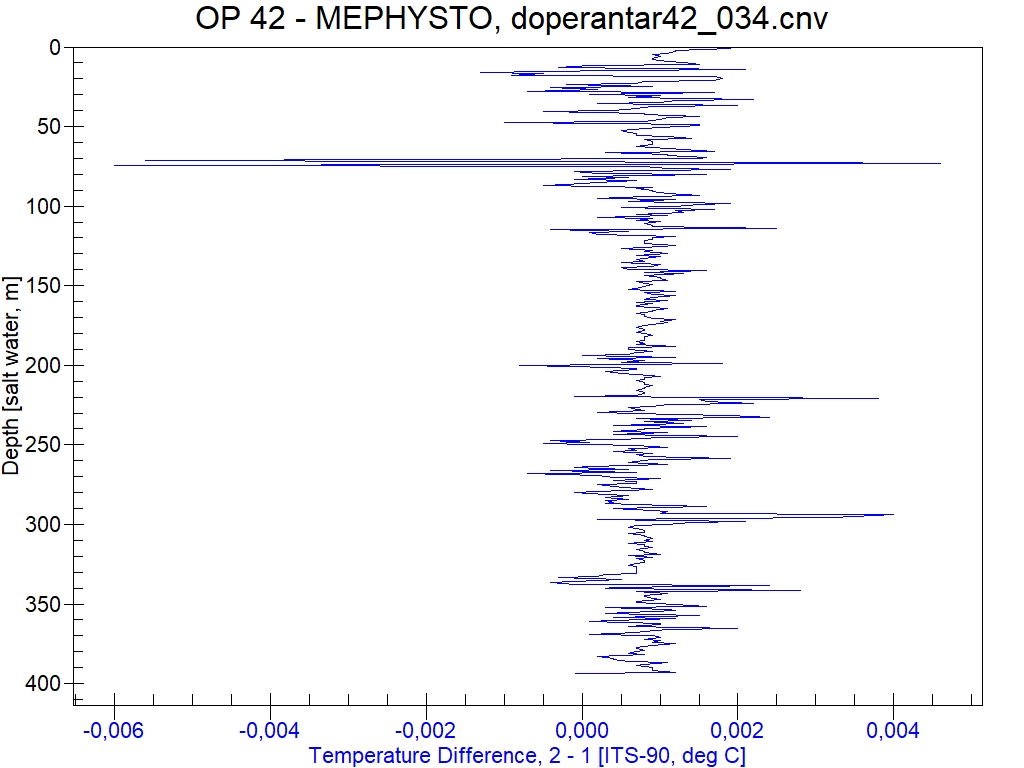 OP 42 - MEPHYSTO, doperantar42_034.cnv
0
50
100
150
200
250
300
350
400
Depth [salt water, m]
-0,006 -0,004 -0,002 0,000 0,002 0,004
Temperature Difference, 2 - 1 [ITS-90, deg C]